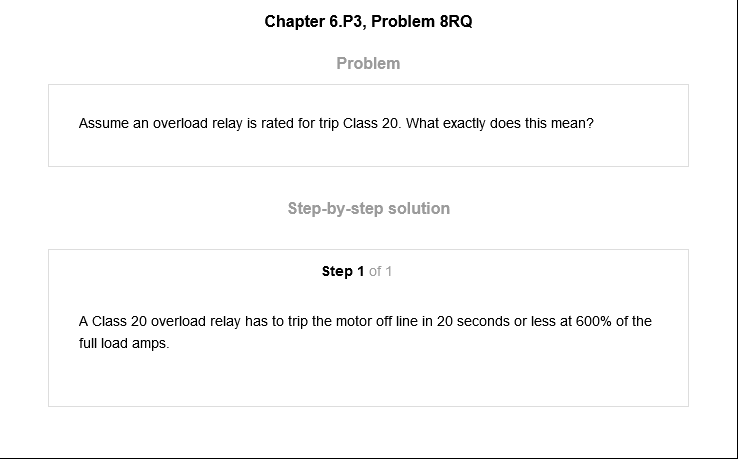 Chapter 6.P3, Problem 8RQ
Problem
Assume an overload relay is rated for trip Class 20. What exactly does this mean?
Step-by-step solution
Step 1 of 1
A Class 20 overload relay has to trip the motor off line in 20 seconds or less at 600% of the
full load amps.